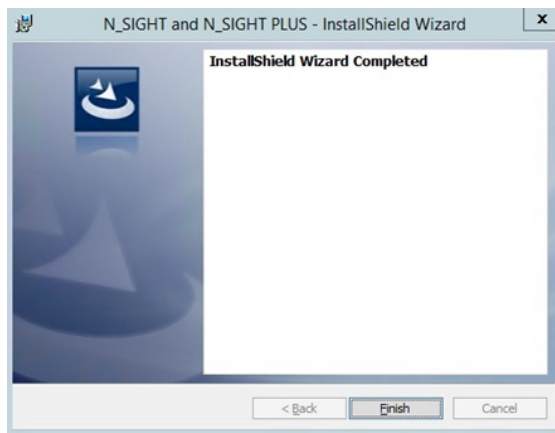 N_SIGHT and N_SIGHT PLUS - InstallShield Wizard
x
InstallShield Wizard Completed
< Back
Finish
Cancel